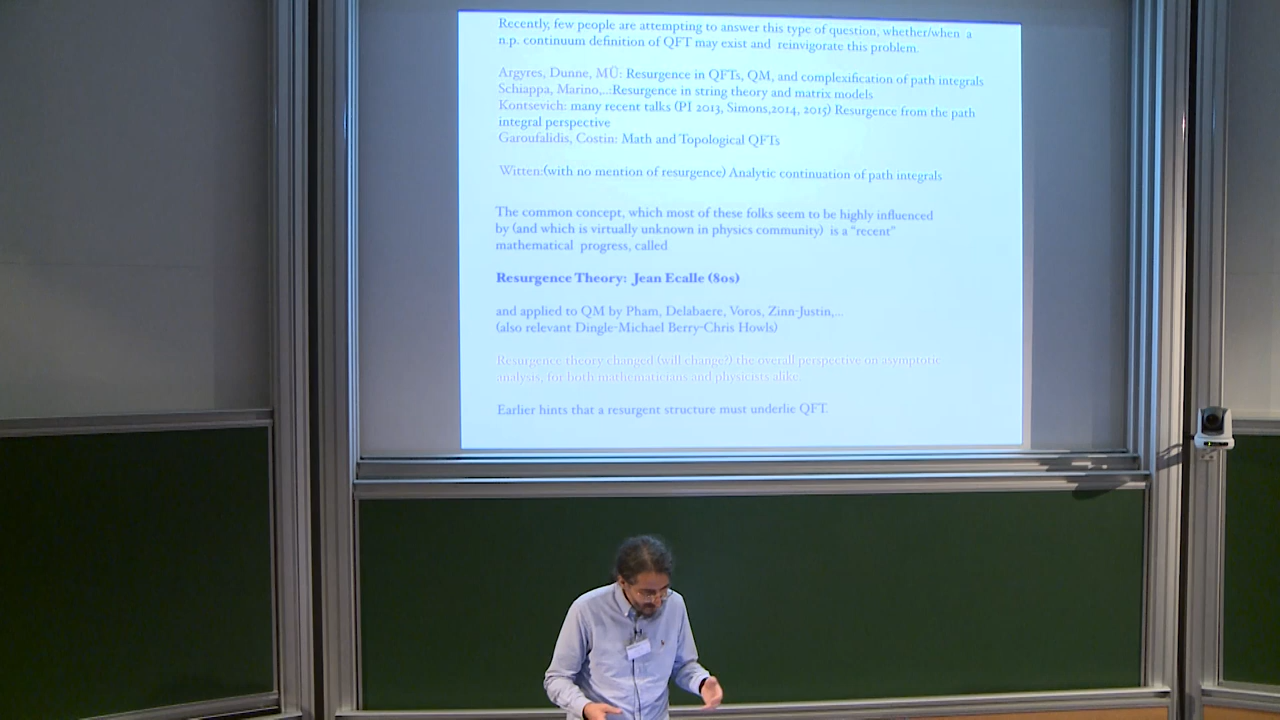 Recently, few people are attempting to answer this type of question, whether/when a
n.p. continuum definition of QFT may exist and reinvigorate this problem.
Argyres, Dunne, MÜ: Resurgence in QFTs, QM, and complexification of path integrals
Schiappa, Marino,..:Resurgence in string theory and matrix models
Kontsevich: many recent talks (PI 2013, Simons,2014, 2015) Resurgence from the path
integral perspective
Garoufalidis, Costin: Math and Topological QFTs
Witten:(with no mention of resurgence) Analytic continuation of path integrals
The common concept, which most of these folks seem to be highly influenced
by (and which is virtually unknown in physics community) is a “recent”
mathematical progress, called
Resurgence Theory: Jean Ecalle (80s)
and applied to QM by Pham, Delabaere, Voros, Zinn-Justin,...
(also relevant Dingle-Michael Berry-Chris Howls)
Resurgence theory changed (will change?) the overall perspective on asymptotic
analysis, for both mathematicians and physicists alike.
Earlier hints that a resurgent structure must underlie QFT.